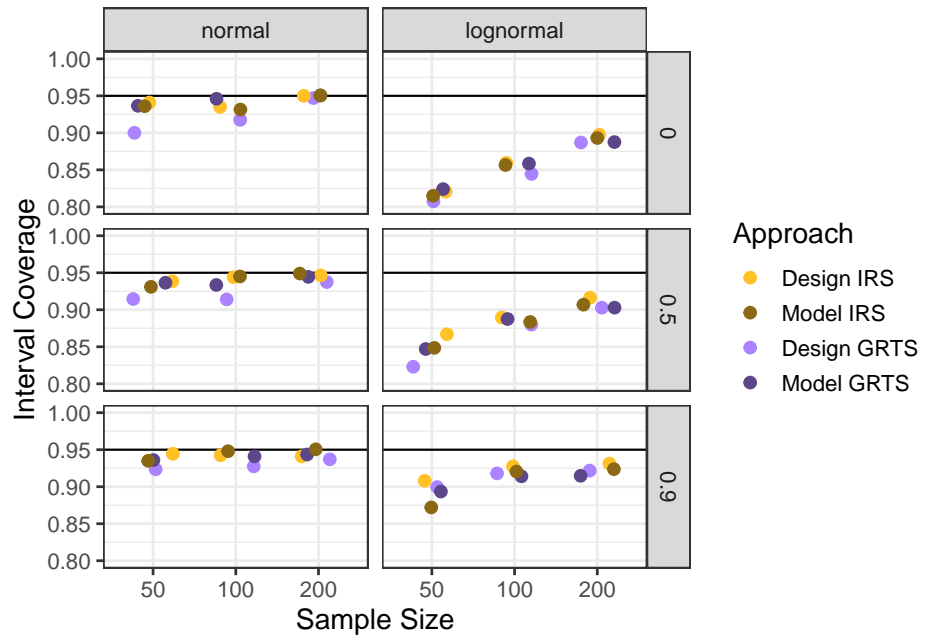 normal
lognormal
1.00
0.95
0.90
0.85
0.80
0
1.00
0.95
0.90
0.85
0.80
0.5
1.00
0.95
0.90
0.85
0.80
0.9
50
100
200
50
100
200
Sample Size
Interval Coverage
Approach
Design IRS
Model IRS
Design GRTS
Model GRTS